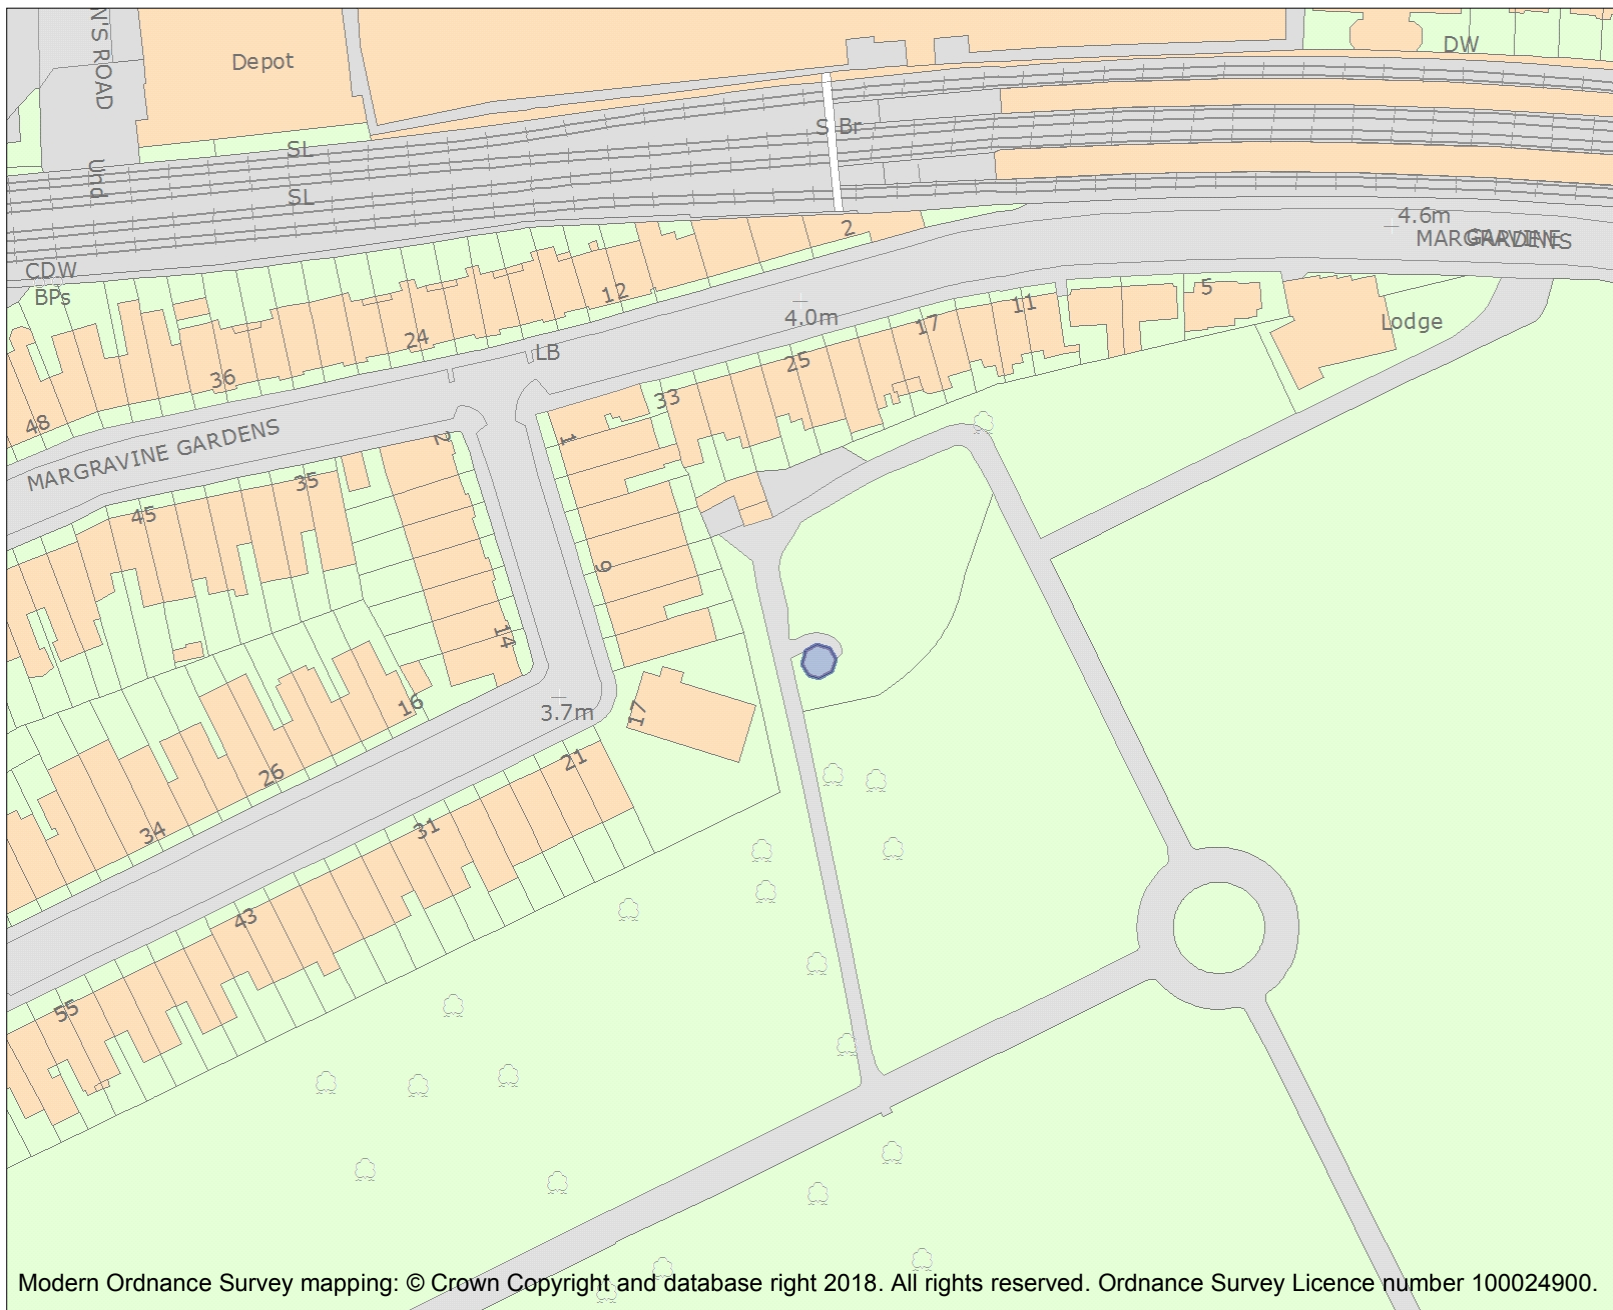 N'S ROAD
Depot
DW
S Br
SL
Und
SL
4.6m
MARGRAVINE
GARDENS
2
CDW
BPs
12
5
11
4.0m
17
Lodge
24
LB
25
36
33
48
2
1
MARGRAVINE GARDENS
35
45
9
14
16
3.7m
17
21
26
34
31
43
55
Modern Ordnance Survey mapping: © Crown Copyright and database right 2018. All rights reserved. Ordnance Survey Licence number 100024900.